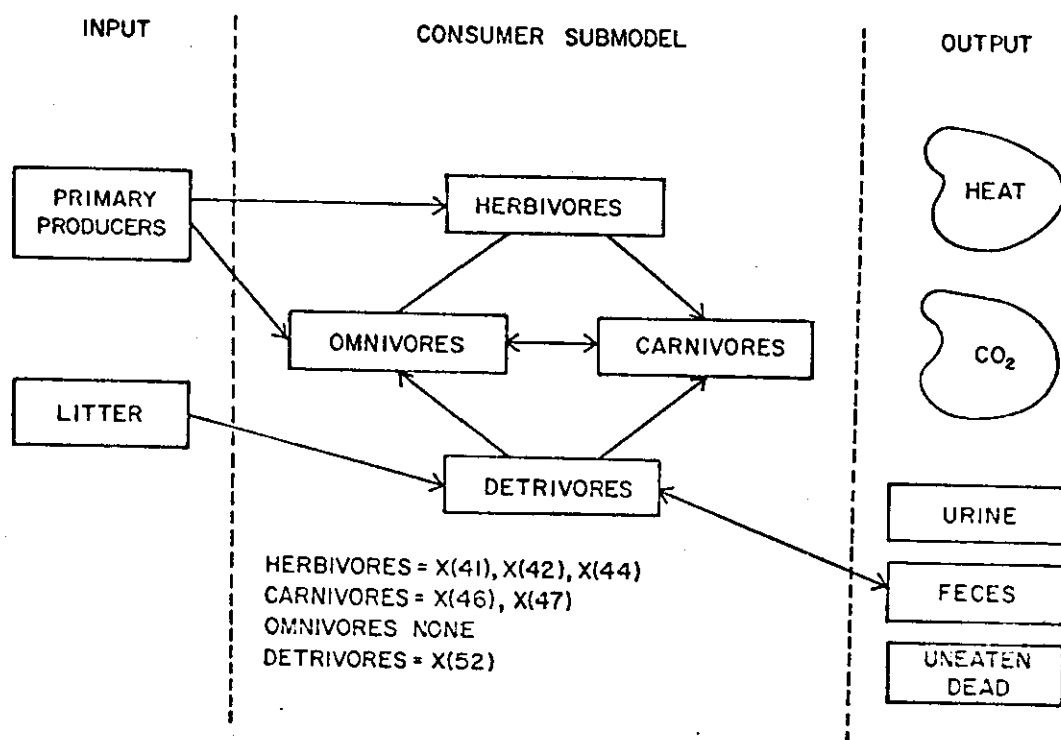 INPUT
CONSUMER SUBMODEL
OUTPUT
PRIMARY
PRODUCERS
HERBIVORES
HEAT
OMNIVORES
CARNIVORES
CO₂
LITTER
DETRIVORES
URINE
HERBIVORES = X(41), X(42), X(44)
CARNIVORES = X(46), X(47)
OMNIVORES NONE
DETRIVORES = X(52)
FECES
UNEATEN
DEAD